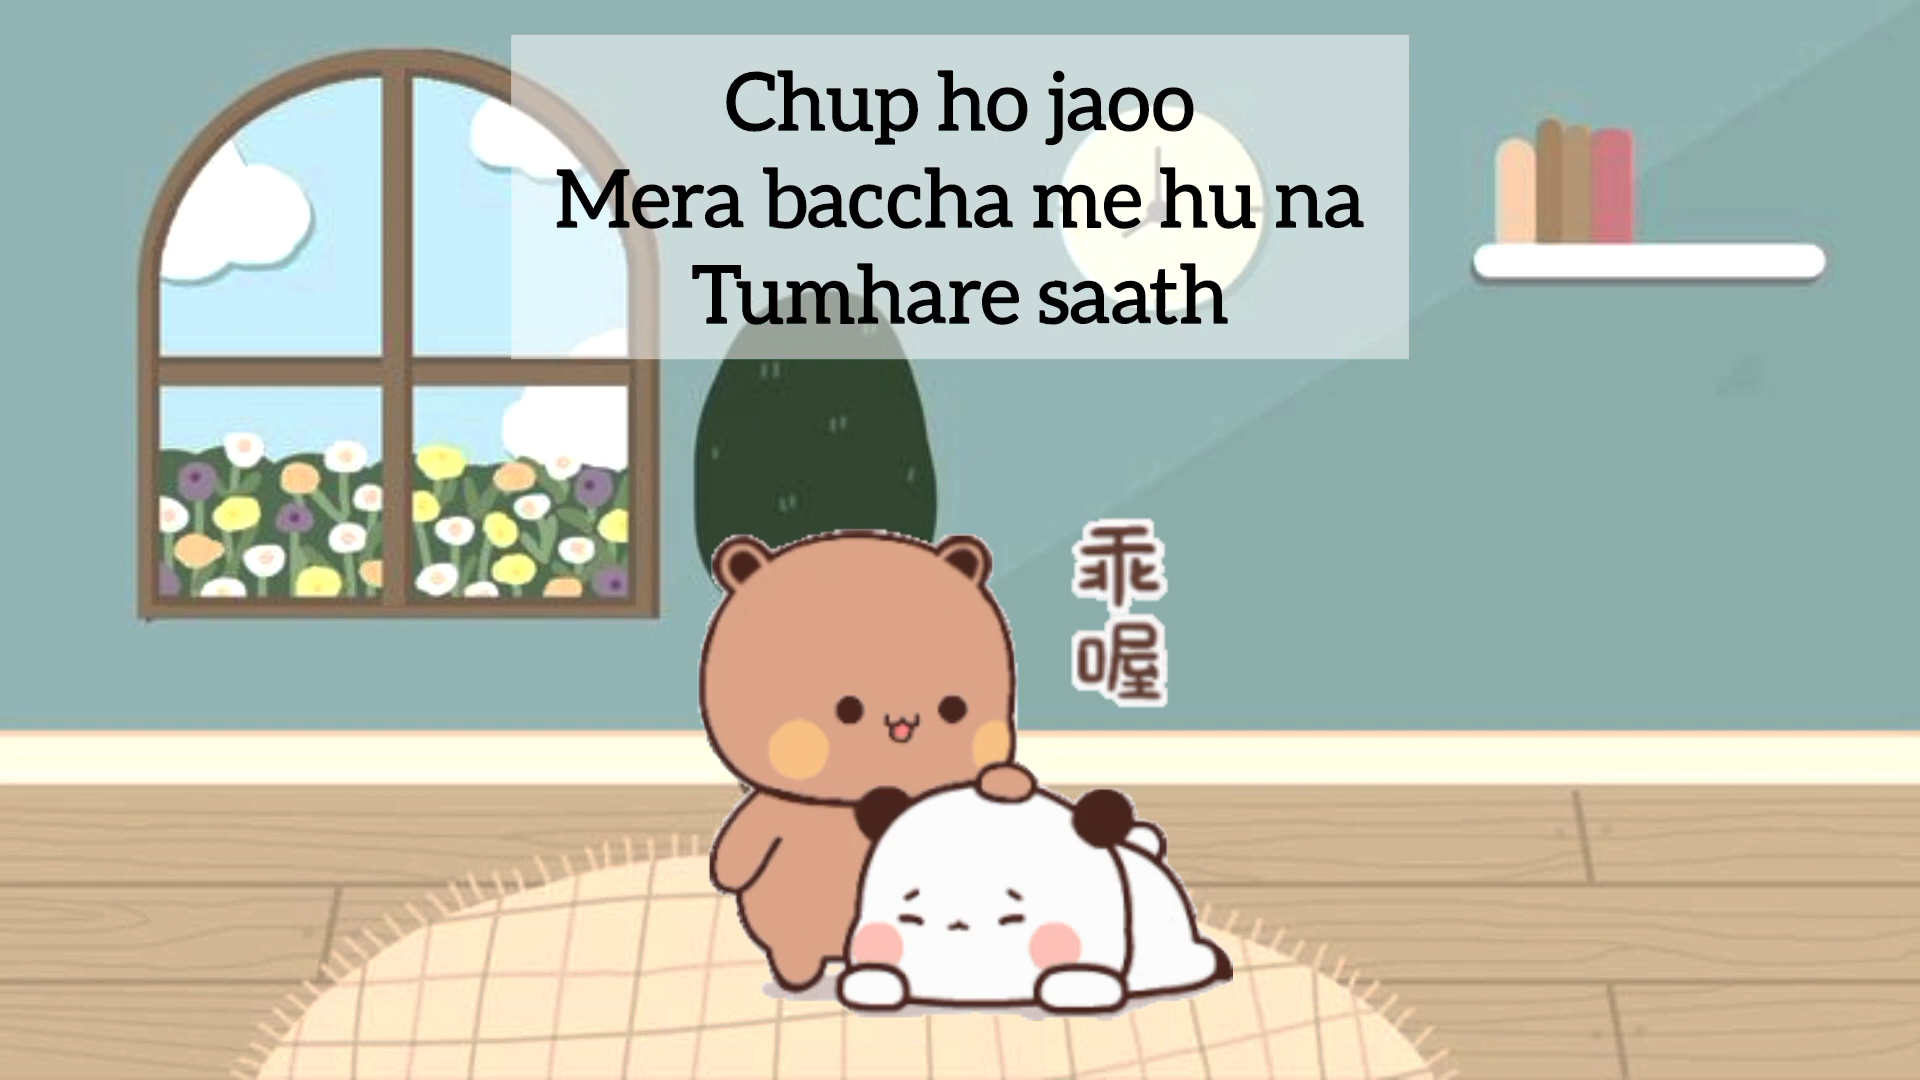 Chup ho jaoo
Mera baccha me hu na
Tumhare saath
乖
喔